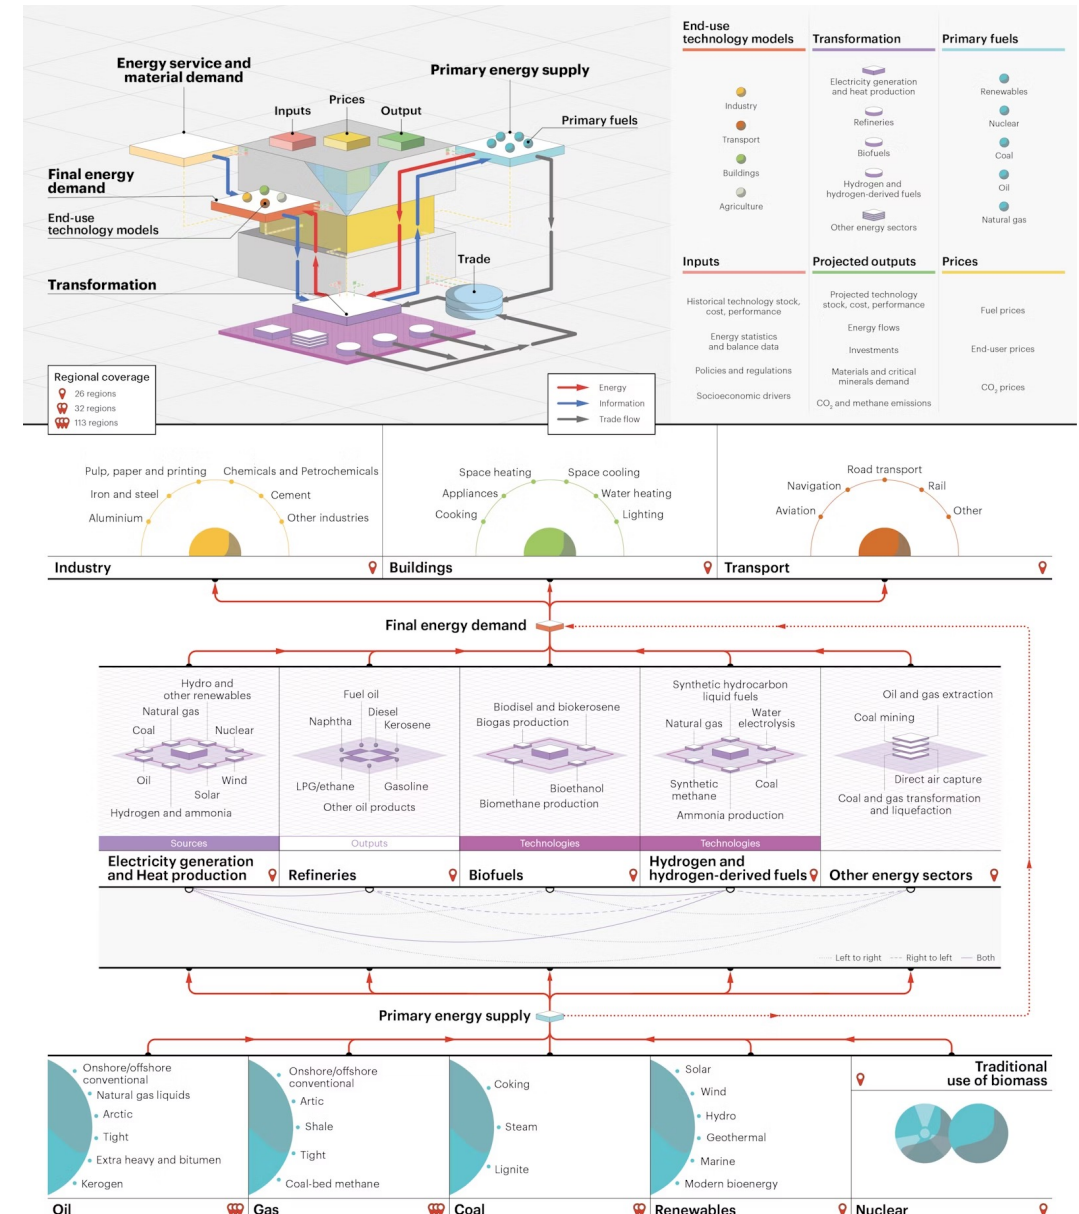 Energy service and
material demand
Primary energy supply
Inputs
Prices
Output
Primary fuels
Final energy
demand
End-use
technology models
Transformation
Trade
Regional coverage
26 regions
32 regions
113 regions
Energy
Information
Trade flow
End-use
technology models
Industry
Transport
Buildings
Agriculture
Transformation
Electricity generation
and heat production
Refineries
Biofuels
Hydrogen and
hydrogen-derived fuels
Other energy sectors
Primary fuels
Renewables
Nuclear
Coal
Oil
Natural gas
Inputs
Historical technology stock,
cost, performance
Energy statistics
and balance data
Policies and regulations
Socioeconomic drivers
Projected outputs
Projected technology
stock, cost, performance
Energy flows
Investments
Materials and critical
minerals demand
CO2 and methane emissions
Prices
Fuel prices
End-user prices
CO2 prices
Pulp, paper and printing
Chemicals and Petrochemicals
Iron and steel
Cement
Aluminium
Other industries
Industry
Space heating
Space cooling
Appliances
Water heating
Cooking
Lighting
Buildings
Road transport
Navigation
Rail
Aviation
Other
Transport
Final energy demand
Hydro and
other renewables
Natural gas
Coal
Nuclear
Oil
Wind
Solar
Hydrogen and ammonia
Sources
Electricity generation
and Heat production
Fuel oil
Diesel
Naphtha
Kerosene
LPG/ethane
Gasoline
Other oil products
Outputs
Refineries
Biodisel and biokerosene
Biogas production
Bioethanol
Biomethane production
Technologies
Biofuels
Synthetic hydrocarbon
liquid fuels
Water
electrolysis
Natural gas
Synthetic
methane
Coal
Ammonia production
Technologies
Hydrogen and
hydrogen-derived fuels
Oil and gas extraction
Coal mining
Direct air capture
Coal and gas transformation
and liquefaction
Other energy sectors
Left to right
Right to left
Both
Primary energy supply
Onshore/offshore
conventional
Natural gas liquids
Arctic
Tight
Extra heavy and bitumen
Kerogen
Oil
Onshore/offshore
conventional
Artic
Shale
Tight
Coal-bed methane
Gas
Coking
Steam
Lignite
Coal
Solar
Wind
Hydro
Geothermal
Marine
Modern bioenergy
Renewables
Traditional
use of biomass
Nuclear